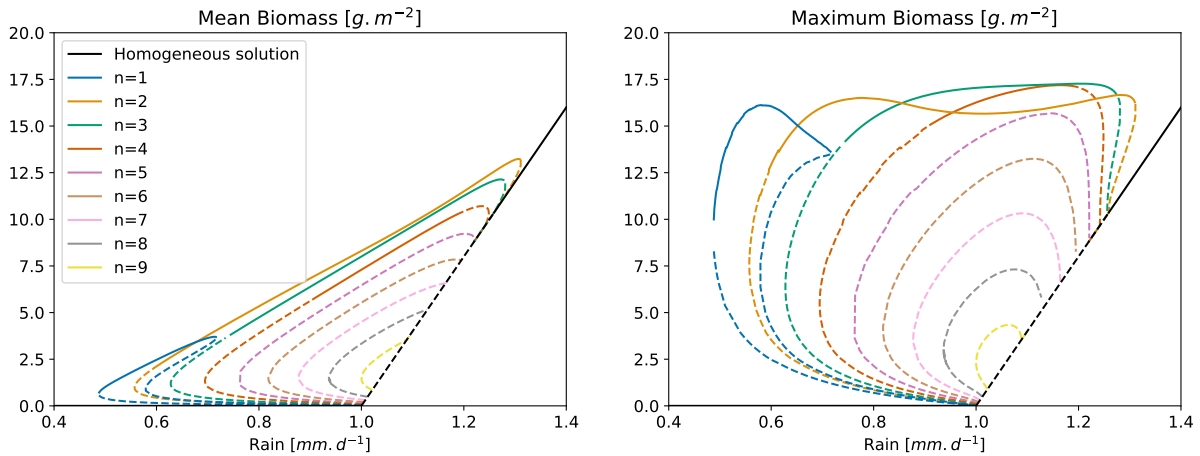 Mean Biomass [g.m⁻²]
20.0
17.5
15.0
12.5
10.0
7.5
5.0
2.5
0.0
Homogeneous solution
n=1
n=2
n=3
n=4
n=5
n=6
n=7
n=8
n=9
0.4 0.6 0.8 1.0 1.2 1.4
Rain [mm.d⁻¹]
Maximum Biomass [g.m⁻²]
20.0
17.5
15.0
12.5
10.0
7.5
5.0
2.5
0.0
0.4 0.6 0.8 1.0 1.2 1.4
Rain [mm.d⁻¹]